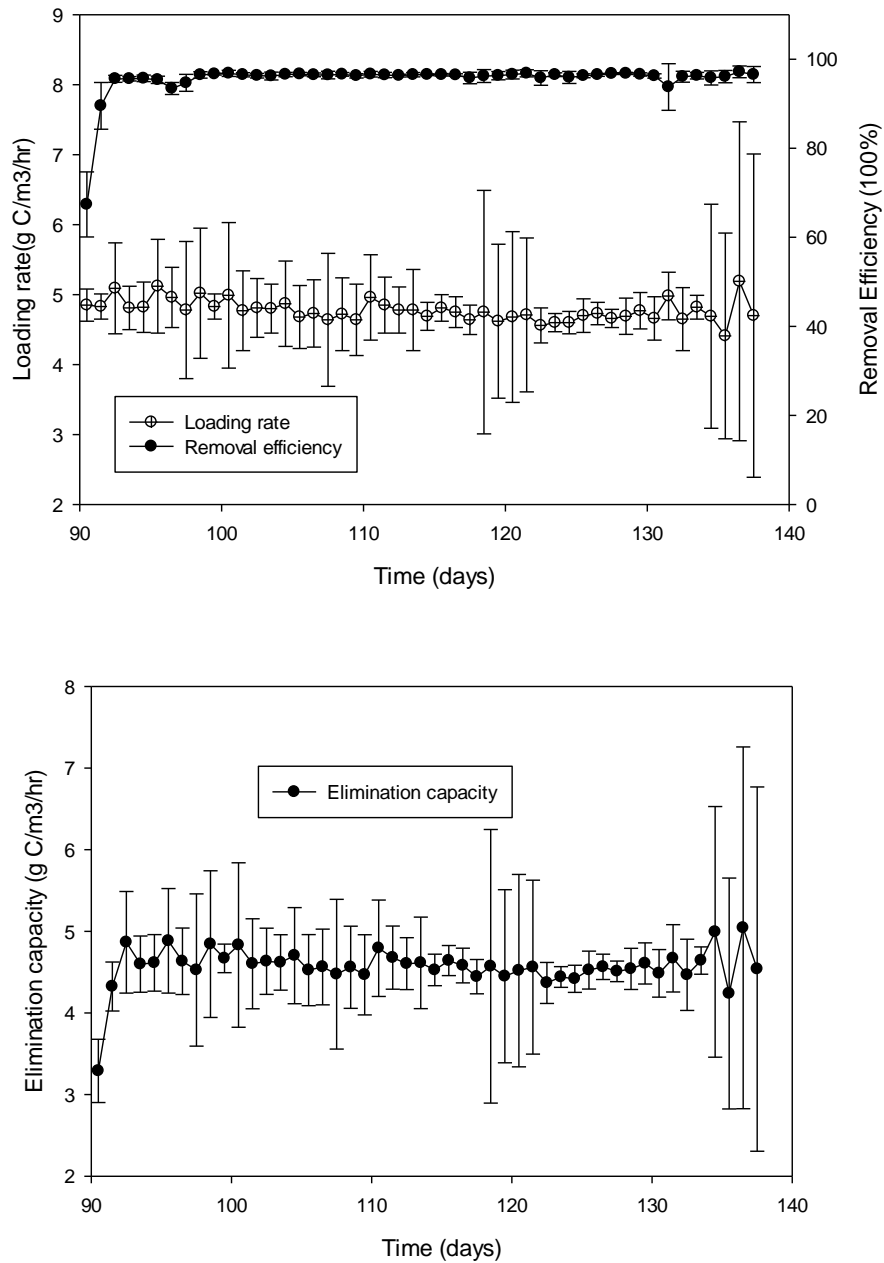 9
8
7
6
5
4
3
2
Loading rate(g C/m3/hr)
100
80
60
40
20
0
Removal Efficiency (100%)
Loading rate
Removal efficiency
90 100 110 120 130 140
Time (days)
8
7
6
5
4
3
2
Elimination capacity (g C/m3/hr)
Elimination capacity
90 100 110 120 130 140
Time (days)